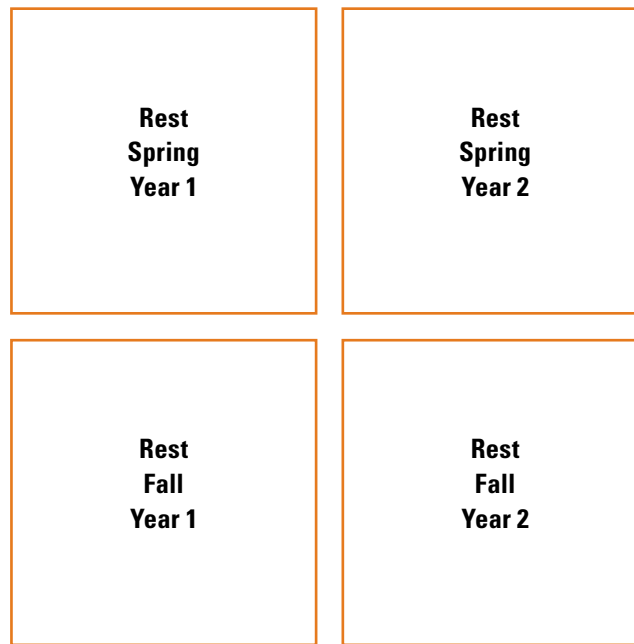 Rest
Spring
Year 1
Rest
Spring
Year 2
Rest
Fall
Year 1
Rest
Fall
Year 2